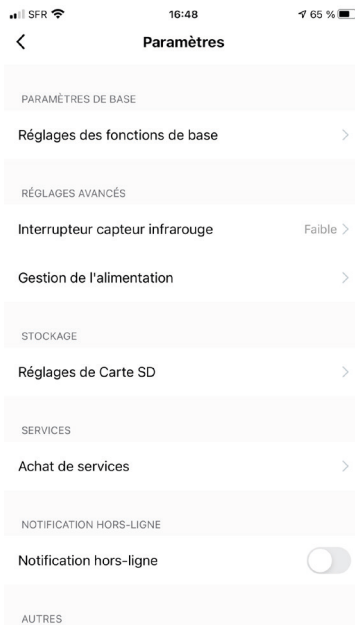 SFR 16:48 65 %
Paramètres
PARAMÈTRES DE BASE
Réglages des fonctions de base
RÉGLAGES AVANCÉS
Interrupteur capteur infrarouge Faible
Gestion de l'alimentation
STOCKAGE
Réglages de Carte SD
SERVICES
Achat de services
NOTIFICATION HORS-LIGNE
Notification hors-ligne
AUTRES